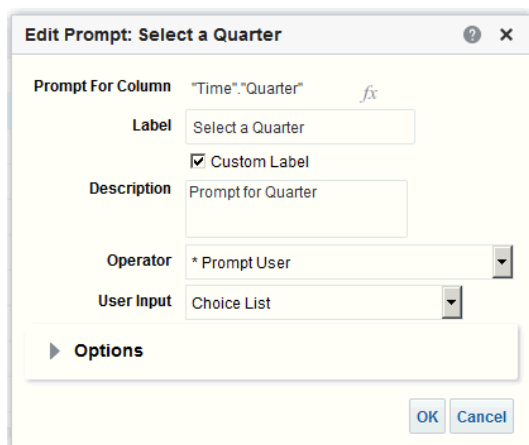 Edit Prompt: Select a Quarter
Prompt For Column "Time"."Quarter" fx
Label Select a Quarter
Custom Label
Description Prompt for Quarter
Operator * Prompt User
User Input Choice List
Options
OK Cancel